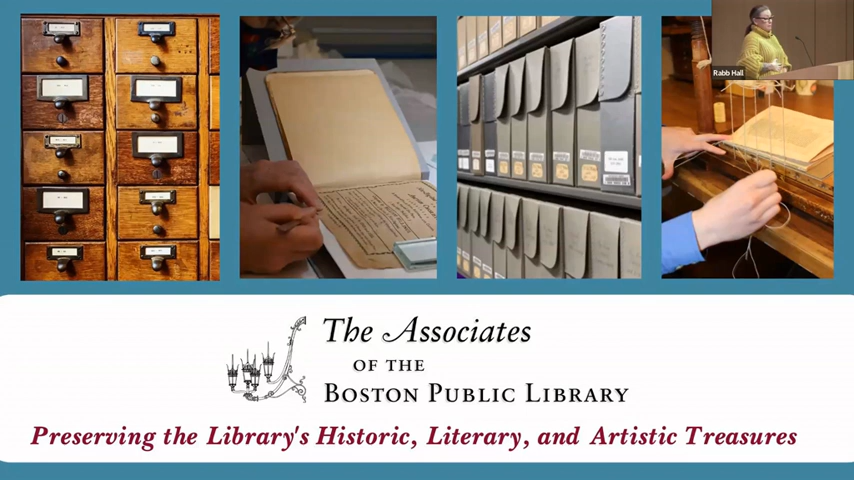 Rabb Hall
The Associates
OF THE
BOSTON PUBLIC LIBRARY
Preserving the Library's Historic, Literary, and Artistic Treasures